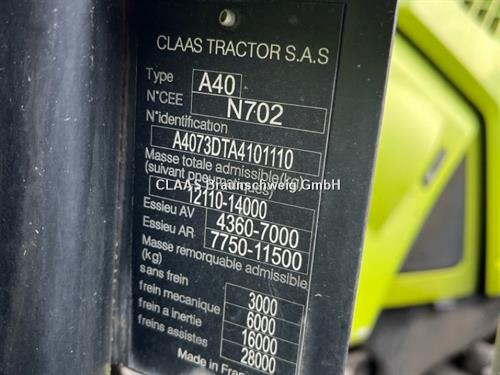 CLAAS TRACTOR S.A.S
Type A40
N°CEE N702
N°identification
A4073DTA4101110
Masse totale admissible(kg)
(suivant pneumatiques)
12110-14000
CLAAS Braunschweig GmbH
Essieu AV 4360-7000
Essieu AR 7750-11500
Masse remorquable admissible
(kg)
sans frein 3000
frein mecanique 6000
frein a inertie 16000
freins assistes 28000
Made in Fran